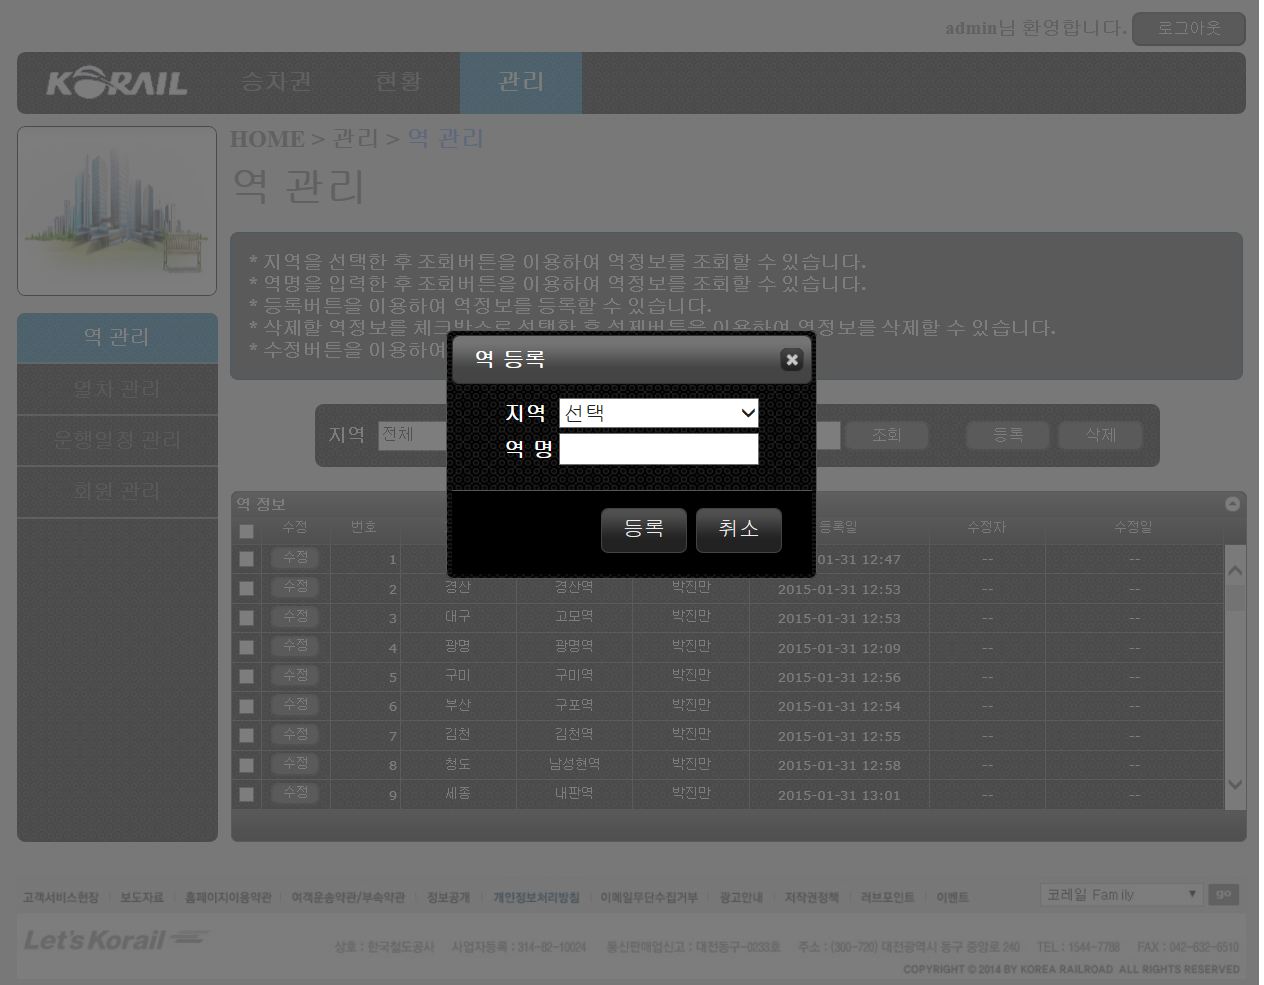 admin님 환영합니다. 로그아웃
KORAIL 승차권 현황 관리
HOME > 관리 > 역 관리
역 관리
* 지역을 선택한 후 조회버튼을 이용하여 역정보를 조회할 수 있습니다.
* 역명을 입력한 후 조회버튼을 이용하여 역정보를 조회할 수 있습니다.
* 등록버튼을 이용하여 역정보를 등록할 수 있습니다.
* 삭제할 역정보를 체크박스로 선택한 후 삭제버튼을 이용하여 역정보를 삭제할 수 있습니다.
* 수정버튼을 이용하여
역 관리
열차 관리
운행일정 관리
회원 관리
역 등록
지역 선택
역 명
등록 취소
지역 전체 조회 등록 삭제
역 정보
수정 번호 등록일 수정자 수정일
수정 1 01-31 12:47 -- --
수정 2 경산 경산역 박진만 2015-01-31 12:53 -- --
수정 3 대구 고모역 박진만 2015-01-31 12:53 -- --
수정 4 광명 광명역 박진만 2015-01-31 12:09 -- --
수정 5 구미 구미역 박진만 2015-01-31 12:56 -- --
수정 6 부산 구포역 박진만 2015-01-31 12:54 -- --
수정 7 김천 김천역 박진만 2015-01-31 12:55 -- --
수정 8 청도 남성현역 박진만 2015-01-31 12:58 -- --
수정 9 세종 내판역 박진만 2015-01-31 13:01 -- --
고객서비스헌장 보도자료 홈페이지이용약관 여객운송약관/부속약관 정보공개 개인정보처리방침 이메일무단수집거부 광고안내 저작권정책 러브포인트 이벤트 코레일 Family go
Let's Korail
상호 : 한국철도공사 사업자등록 : 314-82-10024 통신판매업신고 : 대전동구-0233호 주소 : (300-720) 대전광역시 동구 중앙로 240 TEL : 1544-7788 FAX : 042-632-6510
COPYRIGHT © 2014 BY KOREA RAILROAD ALL RIGHTS RESERVED